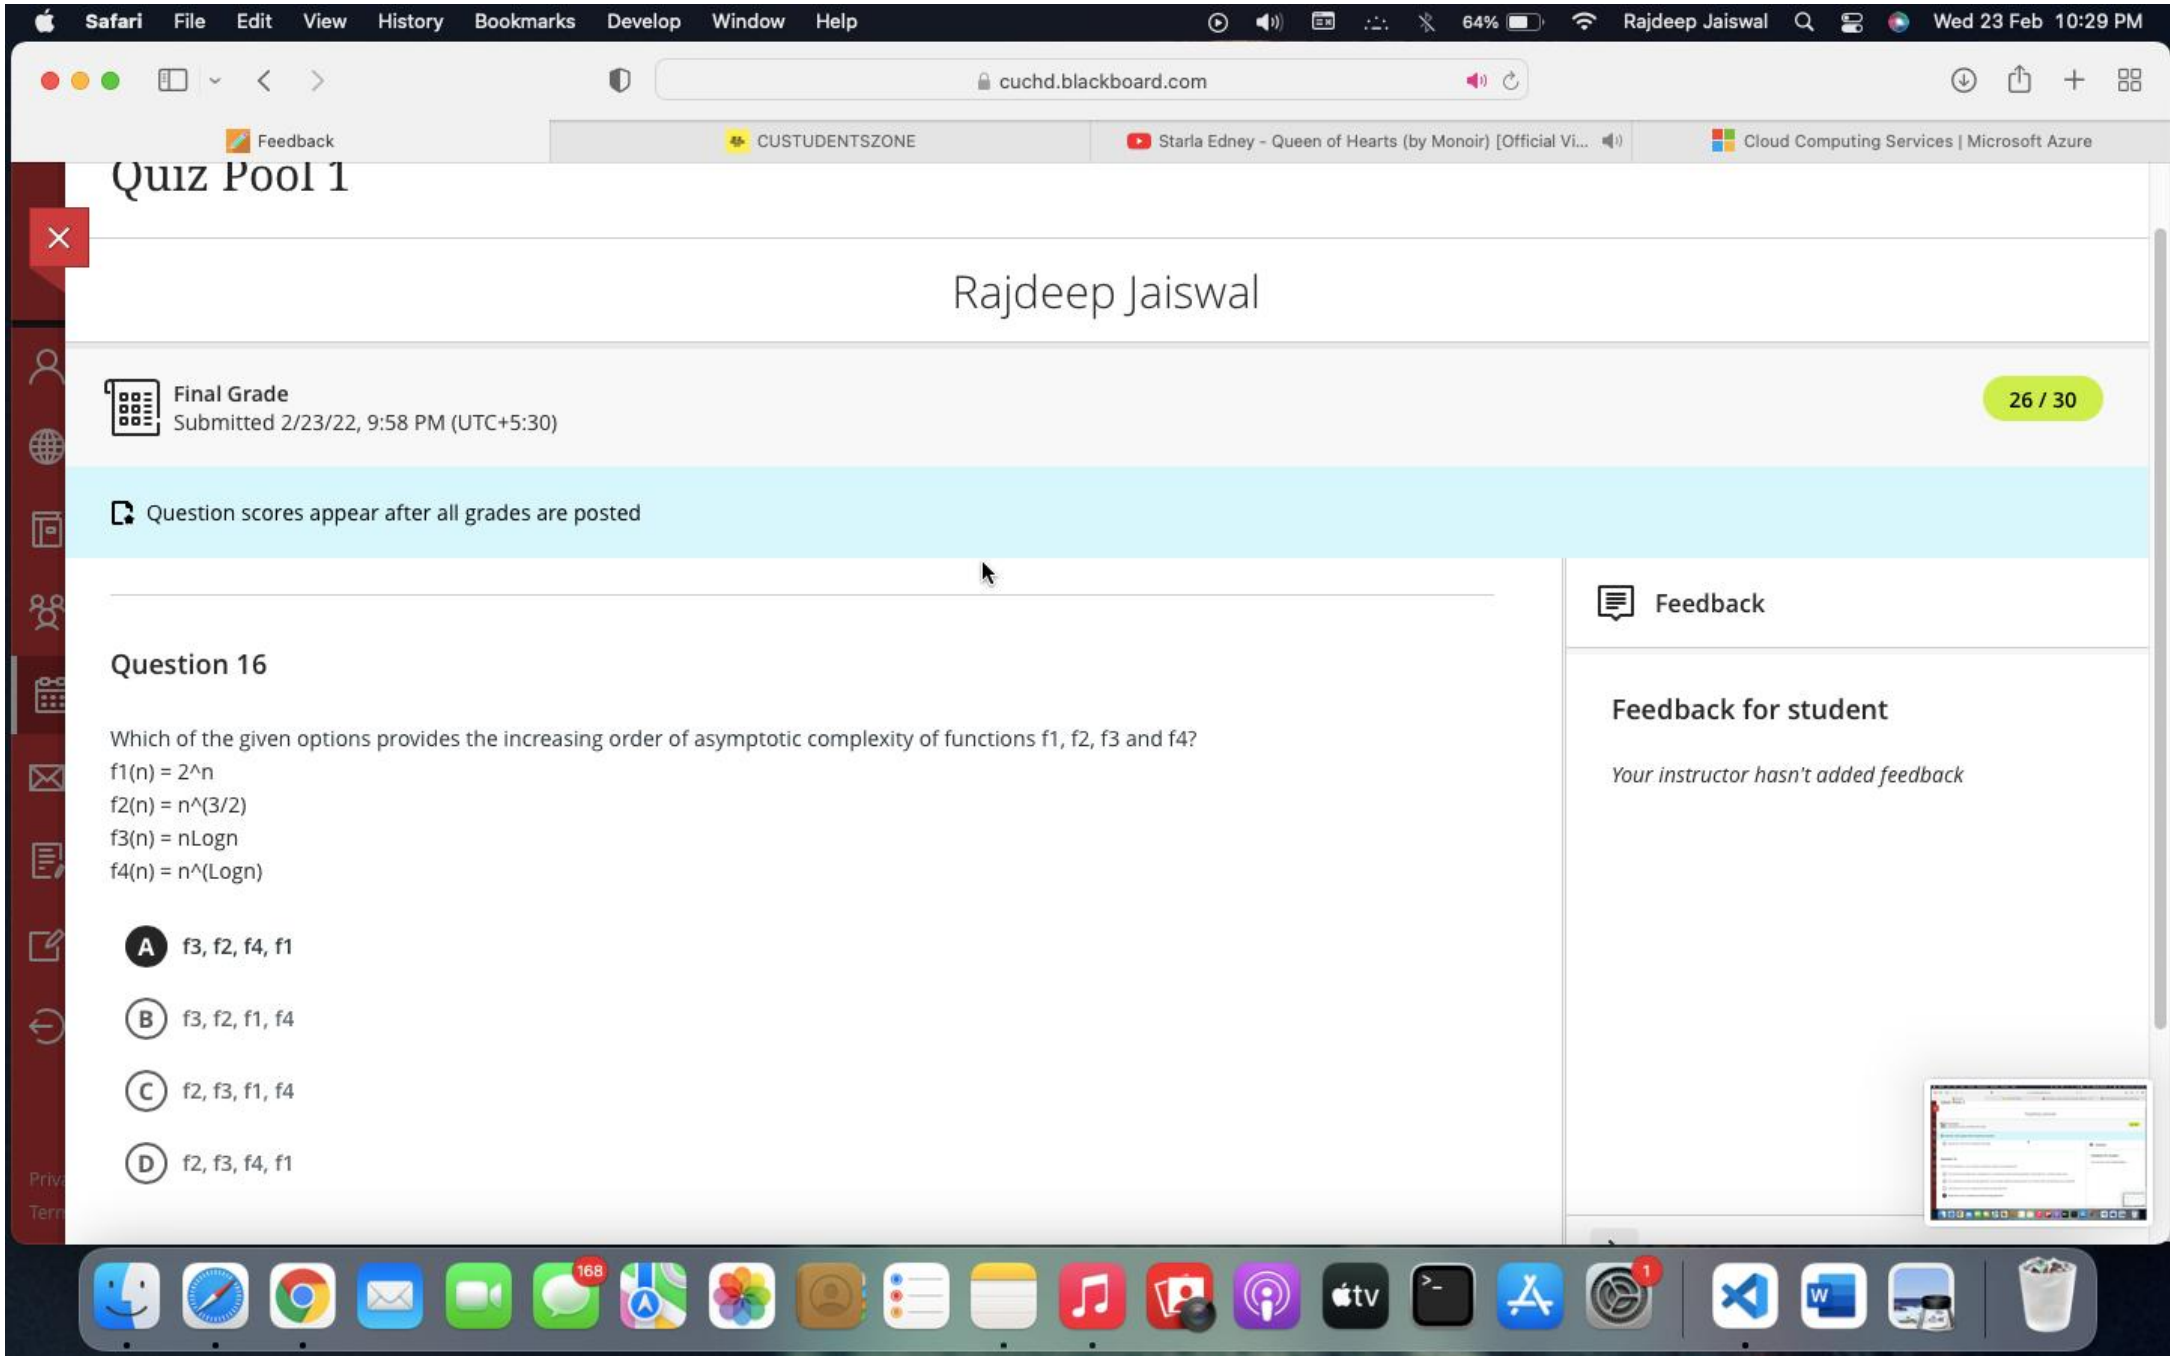 Safari File Edit View History Bookmarks Develop Window Help 64% Rajdeep Jaiswal Wed 23 Feb 10:29 PM
cuchd.blackboard.com
Feedback CUSTUDENTSZONE Starla Edney - Queen of Hearts (by Monoir) [Official Vi... Cloud Computing Services | Microsoft Azure
Quiz Pool 1
Rajdeep Jaiswal
Final Grade
Submitted 2/23/22, 9:58 PM (UTC+5:30)
26 / 30
Question scores appear after all grades are posted
Question 16
Which of the given options provides the increasing order of asymptotic complexity of functions f1, f2, f3 and f4?
f1(n) = 2^n
f2(n) = n^(3/2)
f3(n) = nLogn
f4(n) = n^(Logn)
A f3, f2, f4, f1
B f3, f2, f1, f4
C f2, f3, f1, f4
D f2, f3, f4, f1
Feedback
Feedback for student
Your instructor hasn't added feedback
Priva
Term
168
tv
>_
1
W